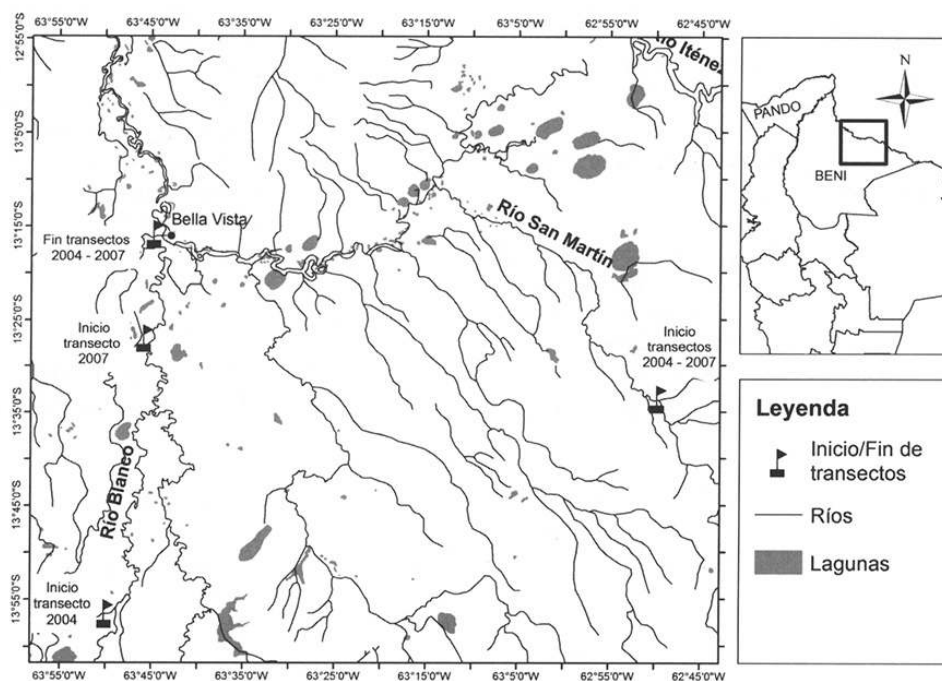 63°55'0"W 63°45'0"W 63°35'0"W 63°25'0"W 63°15'0"W 63°5'0"W 62°55'0"W 62°45'0"W
12°55'0"S
13°5'0"S
13°15'0"S
13°25'0"S
13°35'0"S
13°45'0"S
13°55'0"S
Río Iténez
Bella Vista
Fin transectos
2004 - 2007
Río San Martín
Inicio
transecto
2007
Inicio
transectos
2004 - 2007
Río Blanco
Inicio
transecto
2004
63°55'0"W 63°45'0"W 63°35'0"W 63°25'0"W 63°15'0"W 63°5'0"W 62°55'0"W 62°45'0"W
N
PANDO
BENI
Leyenda
Inicio/Fin de
transectos
Ríos
Lagunas